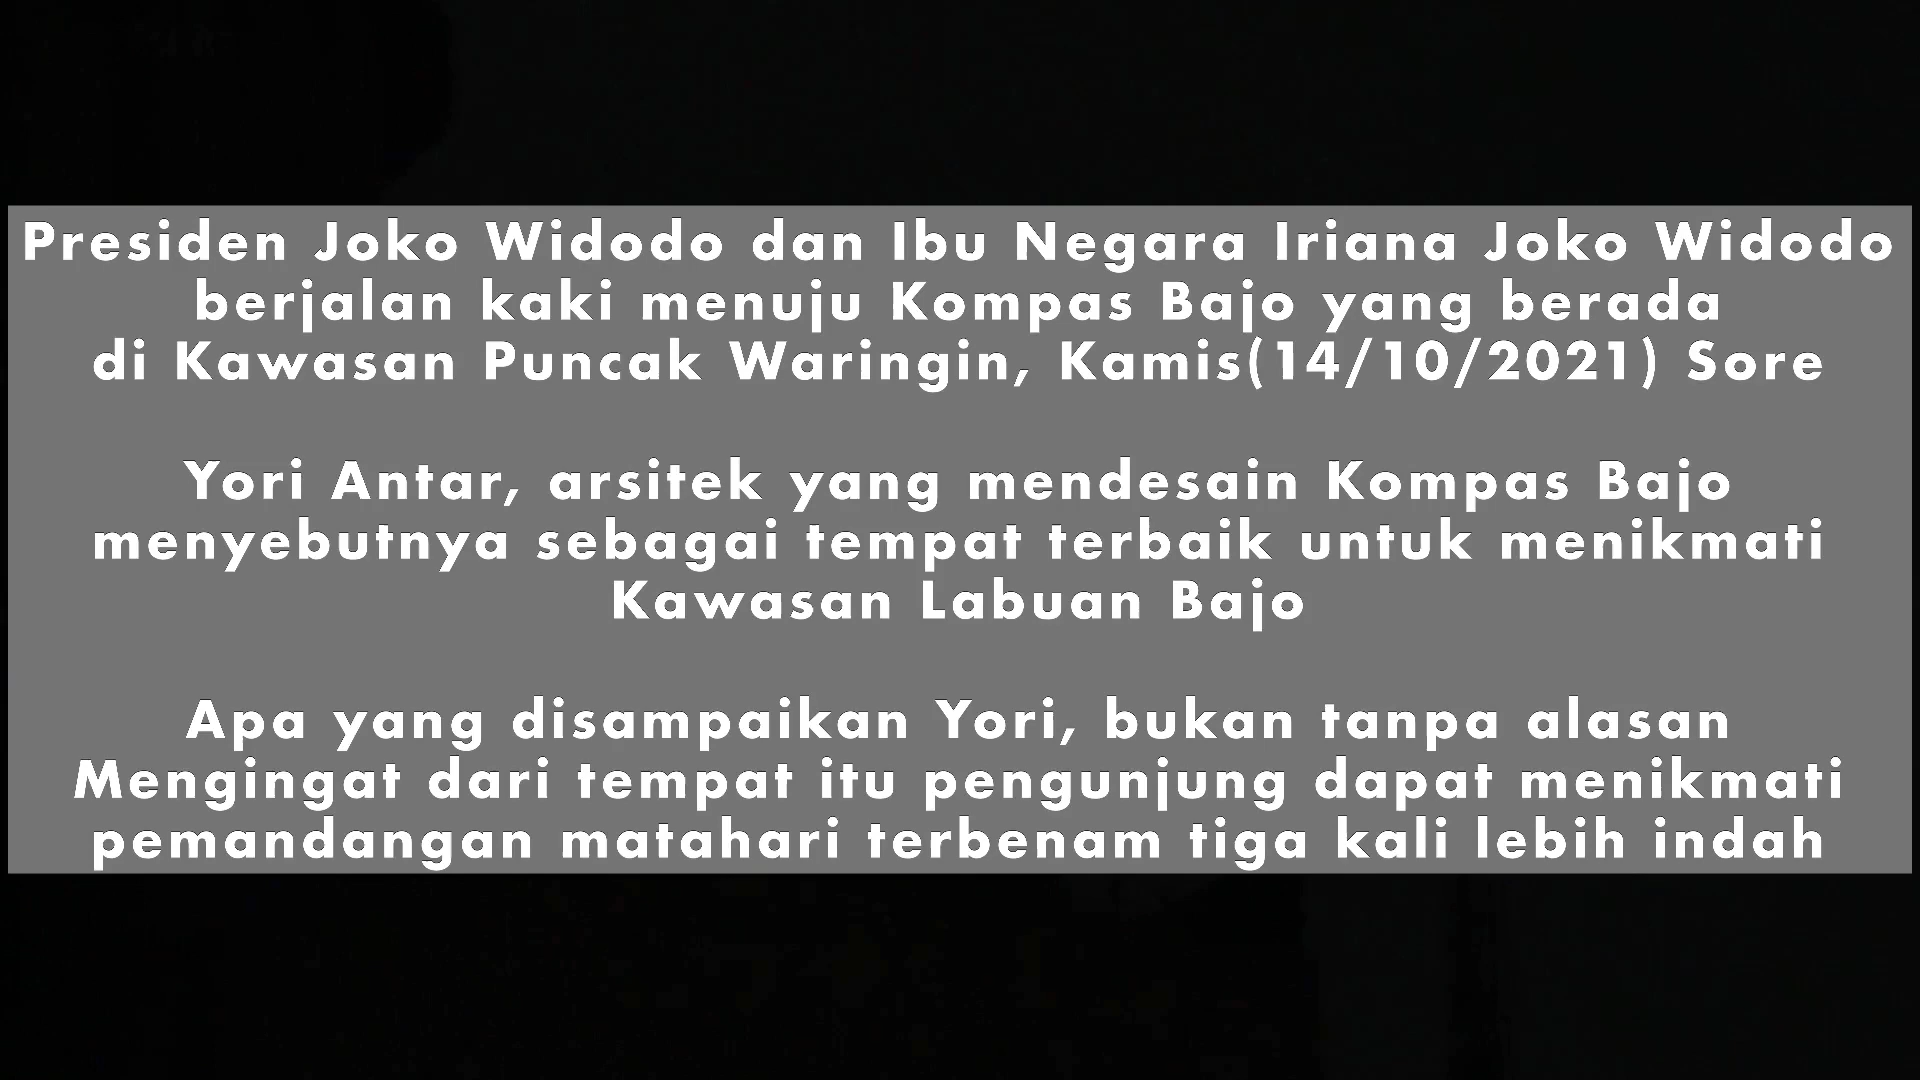 Presiden Joko Widodo dan Ibu Negara Iriana Joko Widodo
berjalan kaki menuju Kompas Bajo yang berada
di Kawasan Puncak Waringin, Kamis(14/10/2021) Sore
Yori Antar, arsitek yang mendesain Kompas Bajo
menyebutnya sebagai tempat terbaik untuk menikmati
Kawasan Labuan Bajo
Apa yang disampaikan Yori, bukan tanpa alasan
Mengingat dari tempat itu pengunjung dapat menikmati
pemandangan matahari terbenam tiga kali lebih indah